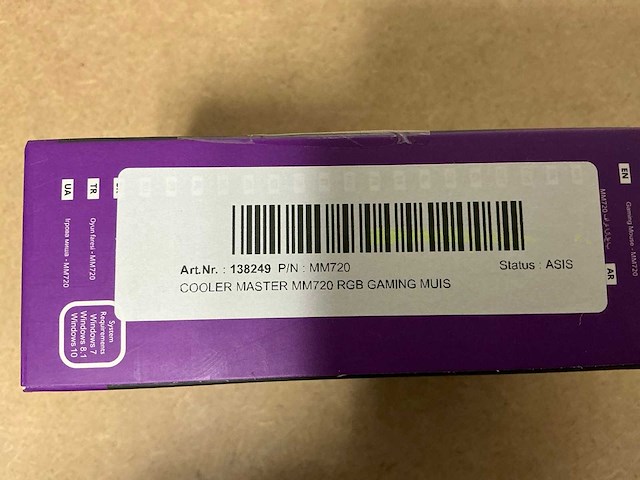 Art.Nr. : 138249 P/N : MM720
Status : ASIS
COOLER MASTER MM720 RGB GAMING MUIS
UA
Ігрова миша - MM720
TR
Oyun faresi - MM720
System
Requirements
Windows 7
Windows 8.1
Windows 10
EN
Gaming Mouse - MM720
AR
MM720